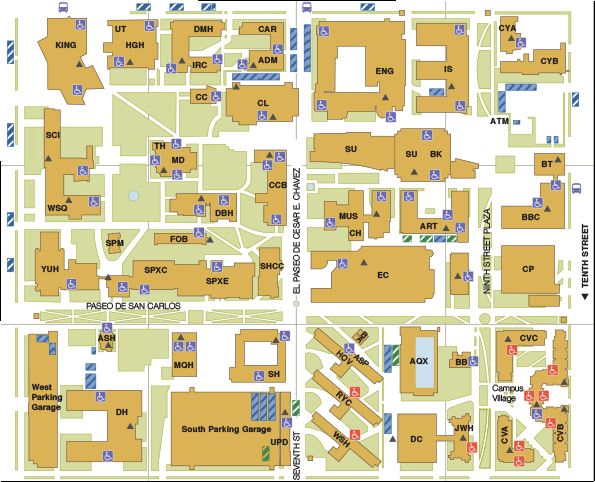 KING
UT
HGH
DMH
IRC
CAR
ADM
CC
CL
ENG
IS
CYA
CYB
ATM
SCI
TH
MD
WSQ
DBH
CCB
SU
SU
BK
BT
BBC
MUS
CH
ART
SPM
FOB
YUH
SPXC
SPXE
SHCC
EC
CP
EL PASEO DE CESAR E. CHAVEZ
NINTH STREET PLAZA
TENTH STREET
PASEO DE SAN CARLOS
ASH
MQH
SH
BK
ASP
HOV
RYC
WSH
AQX
BB
CVC
Campus
Village
West
Parking
Garage
DH
South Parking Garage
UPD
SEVENTH ST
DC
JWH
CVA
CVB